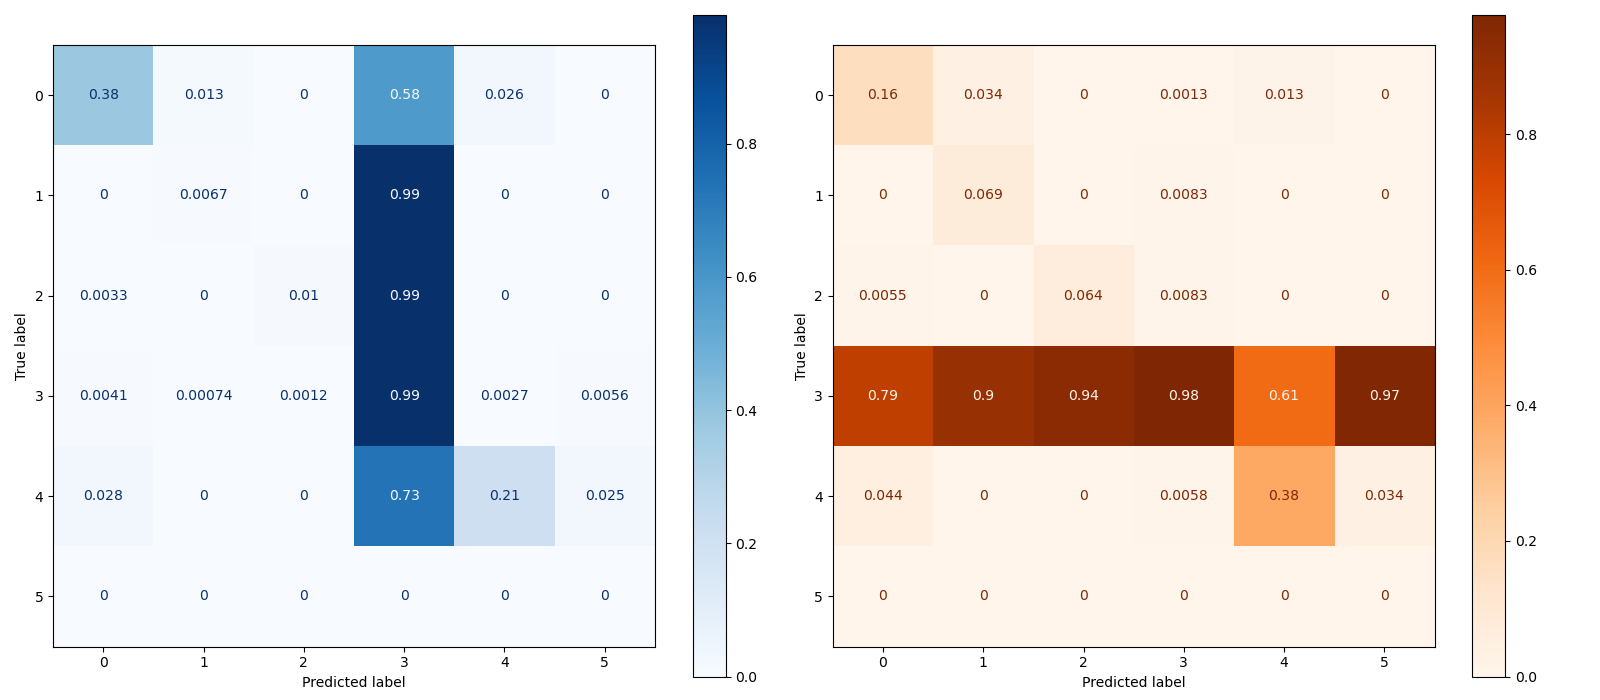 0 0.38 0.013 0 0.58 0.026 0
1 0 0.0067 0 0.99 0 0
2 0.0033 0 0.01 0.99 0 0
3 0.0041 0.00074 0.0012 0.99 0.0027 0.0056
4 0.028 0 0 0.73 0.21 0.025
5 0 0 0 0 0 0
0 1 2 3 4 5
Predicted label
True label
0.8
0.6
0.4
0.2
0.0
0 0.16 0.034 0 0.0013 0.013 0
1 0 0.069 0 0.0083 0 0
2 0.0055 0 0.064 0.0083 0 0
3 0.79 0.9 0.94 0.98 0.61 0.97
4 0.044 0 0 0.0058 0.38 0.034
5 0 0 0 0 0 0
0 1 2 3 4 5
Predicted label
True label
0.8
0.6
0.4
0.2
0.0